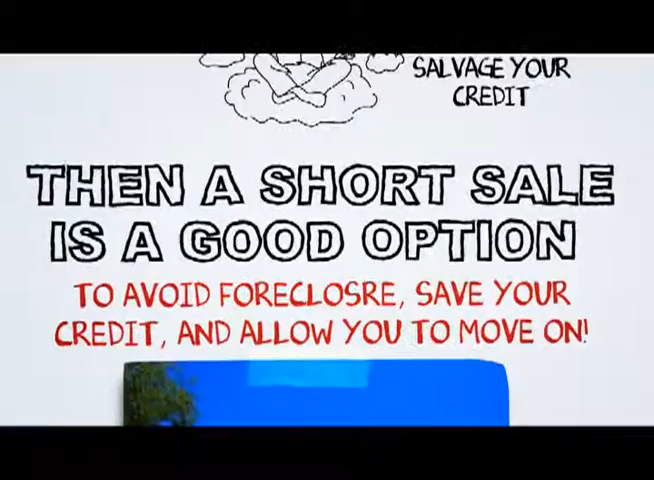 SALVAGE YOUR
CREDIT
THEN A SHORT SALE
IS A GOOD OPTION
TO AVOID FORECLOSRE, SAVE YOUR
CREDIT, AND ALLOW YOU TO MOVE ON!